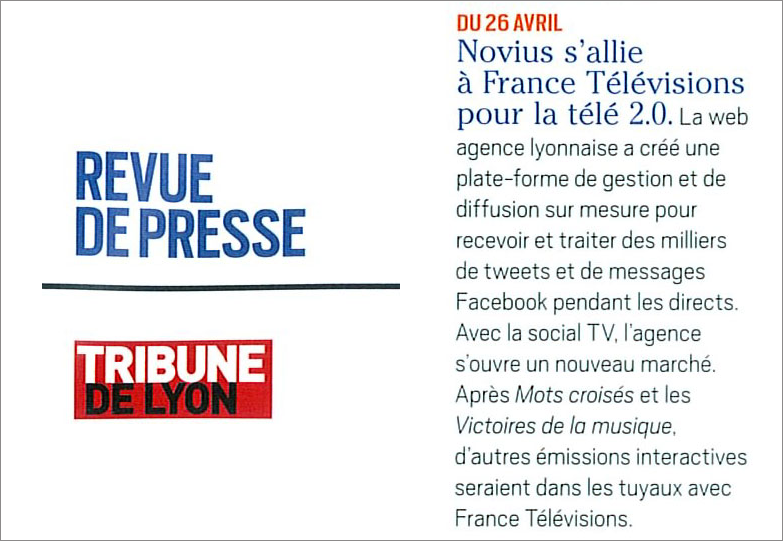 REVUE
DE PRESSE
TRIBUNE
DE LYON
DU 26 AVRIL
Novius s’allie
à France Télévisions
pour la télé 2.0. La web
agence lyonnaise a créé une
plate-forme de gestion et de
diffusion sur mesure pour
recevoir et traiter des milliers
de tweets et de messages
Facebook pendant les directs.
Avec la social TV, l’agence
s’ouvre un nouveau marché.
Après Mots croisés et les
Victoires de la musique,
d’autres émissions interactives
seraient dans les tuyaux avec
France Télévisions.